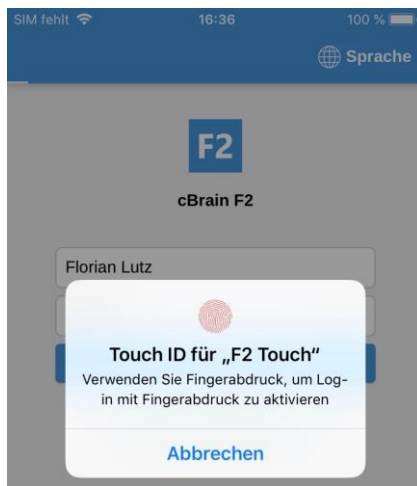 SIM fehlt 16:36 100 %
Sprache
F2
cBrain F2
Florian Lutz
Touch ID für „F2 Touch“
Verwenden Sie Fingerabdruck, um Log-
in mit Fingerabdruck zu aktivieren
Abbrechen